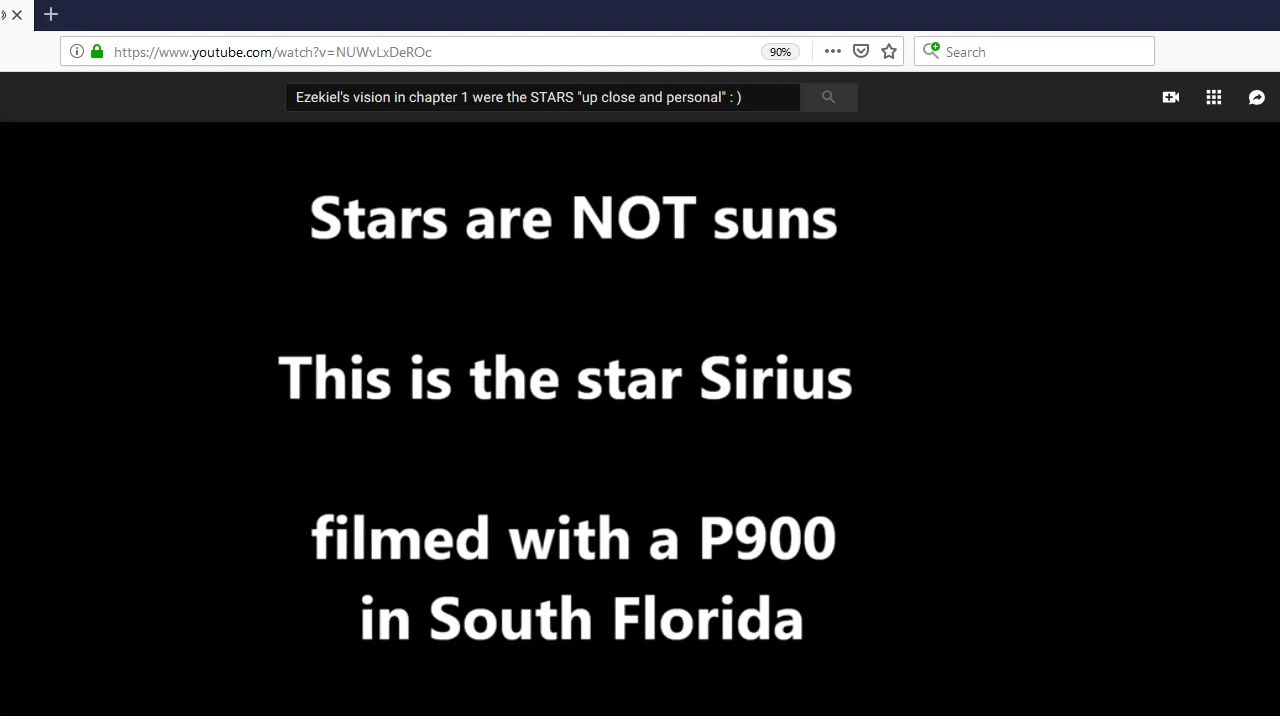 https://www.youtube.com/watch?v=NUWvLxDeROc
90%
Search
Ezekiel's vision in chapter 1 were the STARS "up close and personal" : )
Stars are NOT suns
This is the star Sirius
filmed with a P900
in South Florida